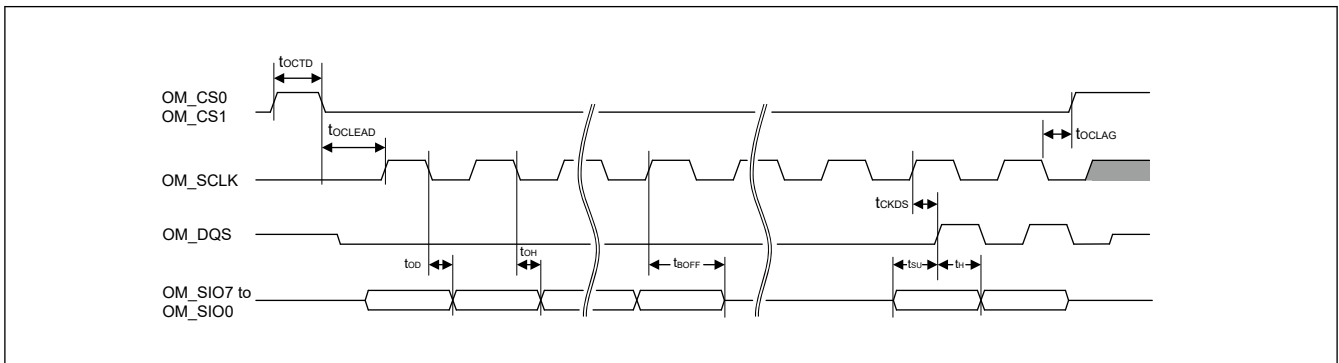 tOCTD
OM_CS0
OM_CS1
tOCLEAD
tOCLAG
OM_SCLK
tCKDS
OM_DQS
tOD
tOH
tBOFF
tSU
tH
OM_SIO7 to
OM_SIO0